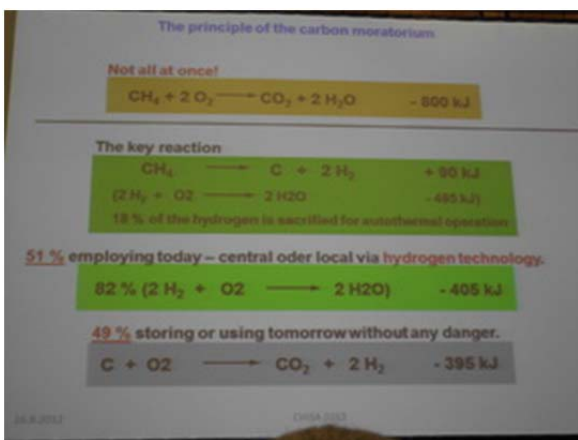 The principle of the carbon moratorium
Not all at once!
CH₄ + 2 O₂ → CO₂ + 2 H₂O - 800 kJ
The key reaction
CH₄ → C + 2 H₂ + 90 kJ
(2 H₂ + O2 → 2 H2O - 495 kJ)
18 % of the hydrogen is sacrified for autothermal operation
51 % employing today – central oder local via hydrogen technology.
82 % (2 H₂ + O2 → 2 H2O) - 405 kJ
49 % storing or using tomorrow without any danger.
C + O2 → CO₂ + 2 H₂ - 395 kJ
2012